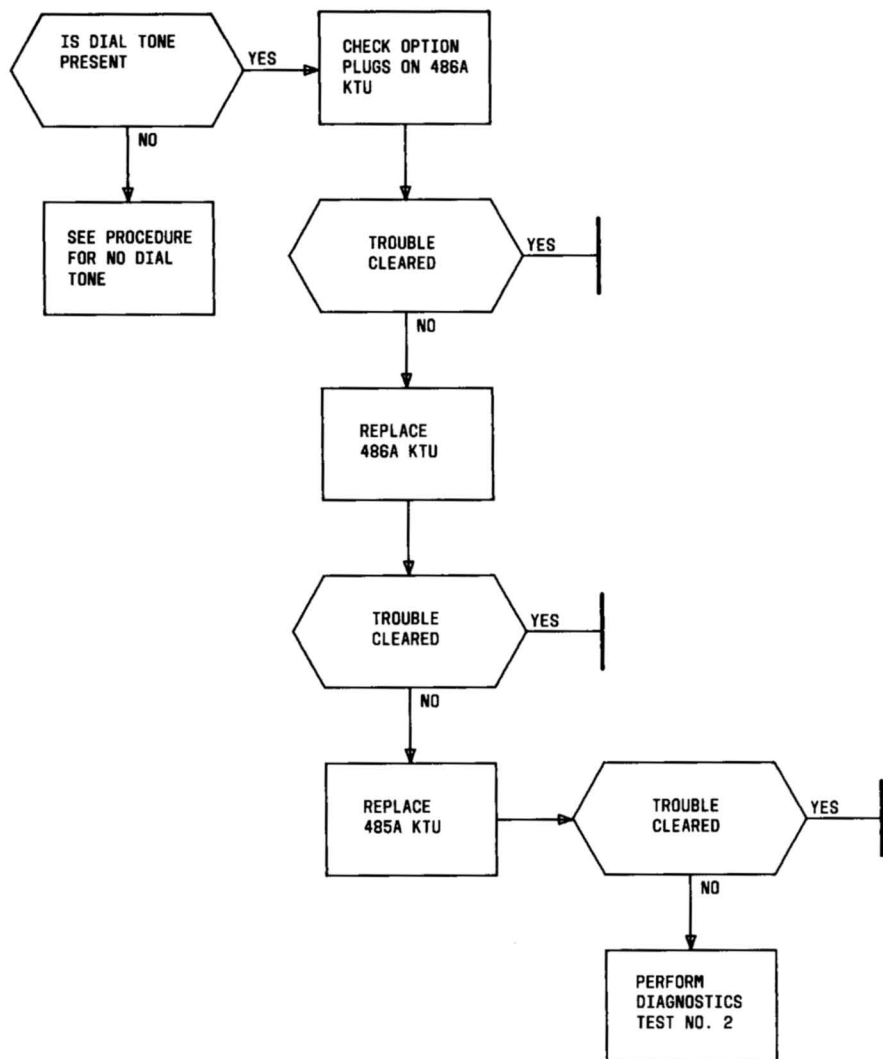 IS DIAL TONE
PRESENT
YES
CHECK OPTION
PLUGS ON 486A
KTU
NO
SEE PROCEDURE
FOR NO DIAL
TONE
TROUBLE
CLEARED
YES
NO
REPLACE
486A KTU
TROUBLE
CLEARED
YES
NO
REPLACE
485A KTU
TROUBLE
CLEARED
YES
NO
PERFORM
DIAGNOSTICS
TEST NO. 2